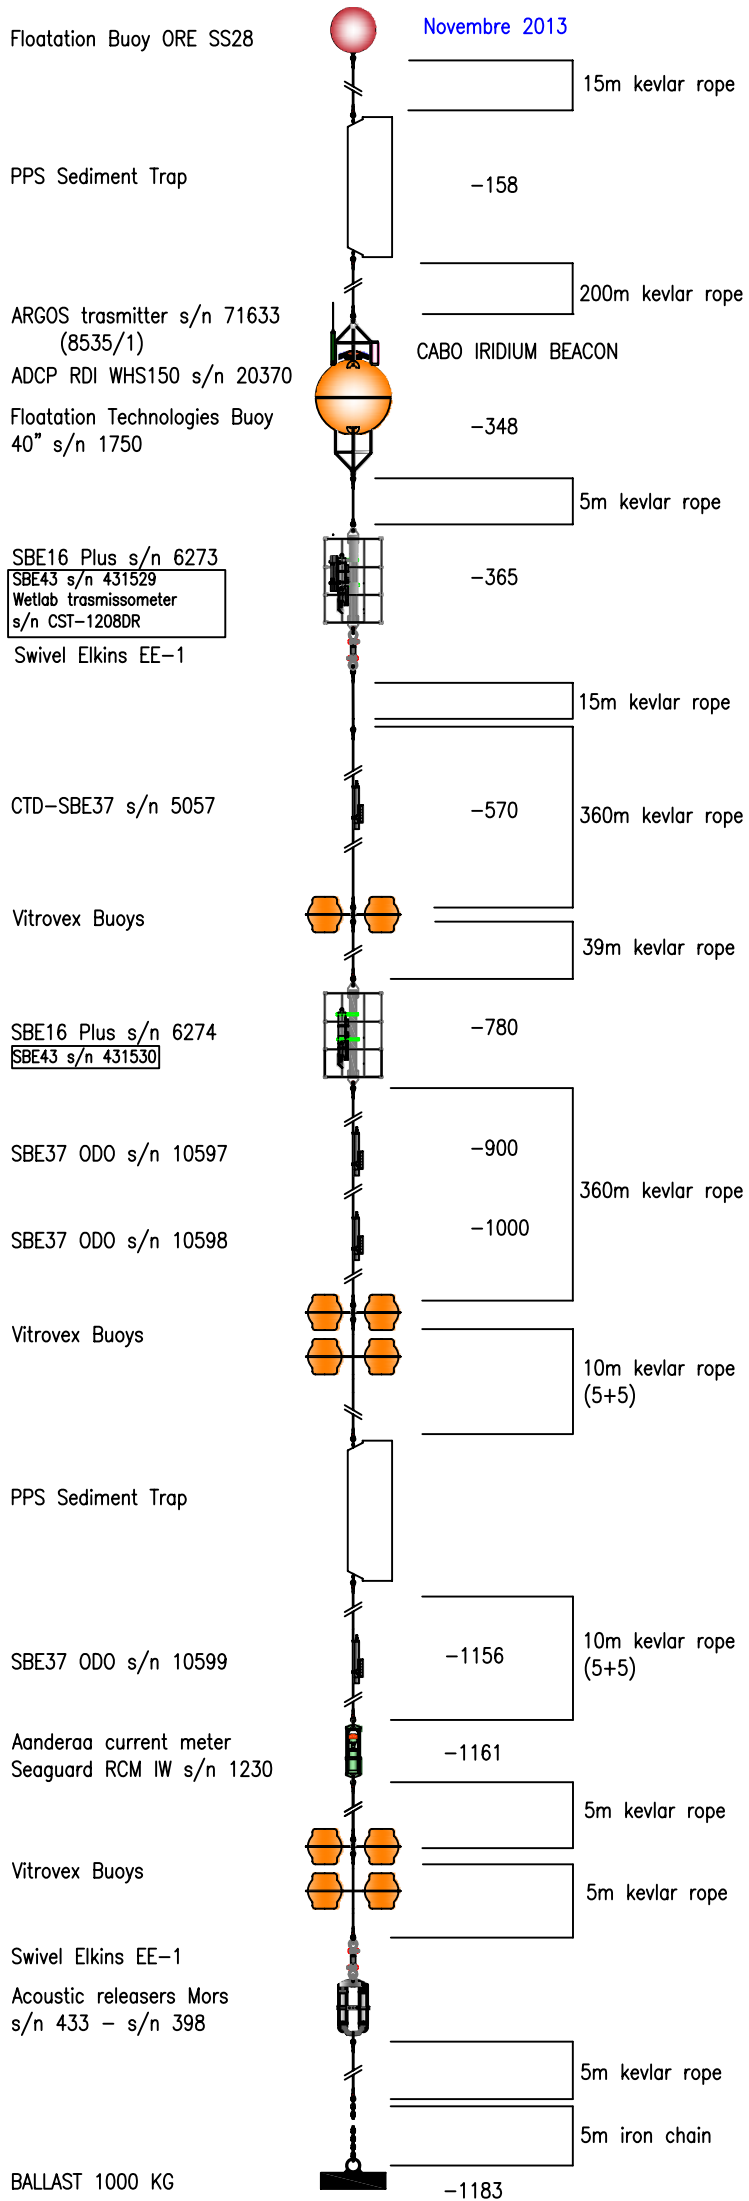 Novembre 2013
Floatation Buoy ORE SS28
15m kevlar rope
PPS Sediment Trap
-158
200m kevlar rope
ARGOS trasmitter s/n 71633
(8535/1)
CABO IRIDIUM BEACON
ADCP RDI WHS150 s/n 20370
Floatation Technologies Buoy
40" s/n 1750
-348
5m kevlar rope
SBE16 Plus s/n 6273
SBE43 s/n 431529
Wetlab trasmissometer
s/n CST-1208DR
-365
Swivel Elkins EE-1
15m kevlar rope
CTD-SBE37 s/n 5057
-570
360m kevlar rope
Vitrovex Buoys
39m kevlar rope
SBE16 Plus s/n 6274
SBE43 s/n 431530
-780
SBE37 ODO s/n 10597
-900
360m kevlar rope
SBE37 ODO s/n 10598
-1000
Vitrovex Buoys
10m kevlar rope
(5+5)
PPS Sediment Trap
SBE37 ODO s/n 10599
-1156
10m kevlar rope
(5+5)
Aanderaa current meter
Seaguard RCM IW s/n 1230
-1161
5m kevlar rope
Vitrovex Buoys
5m kevlar rope
Swivel Elkins EE-1
Acoustic releasers Mors
s/n 433 - s/n 398
5m kevlar rope
5m iron chain
BALLAST 1000 KG
-1183